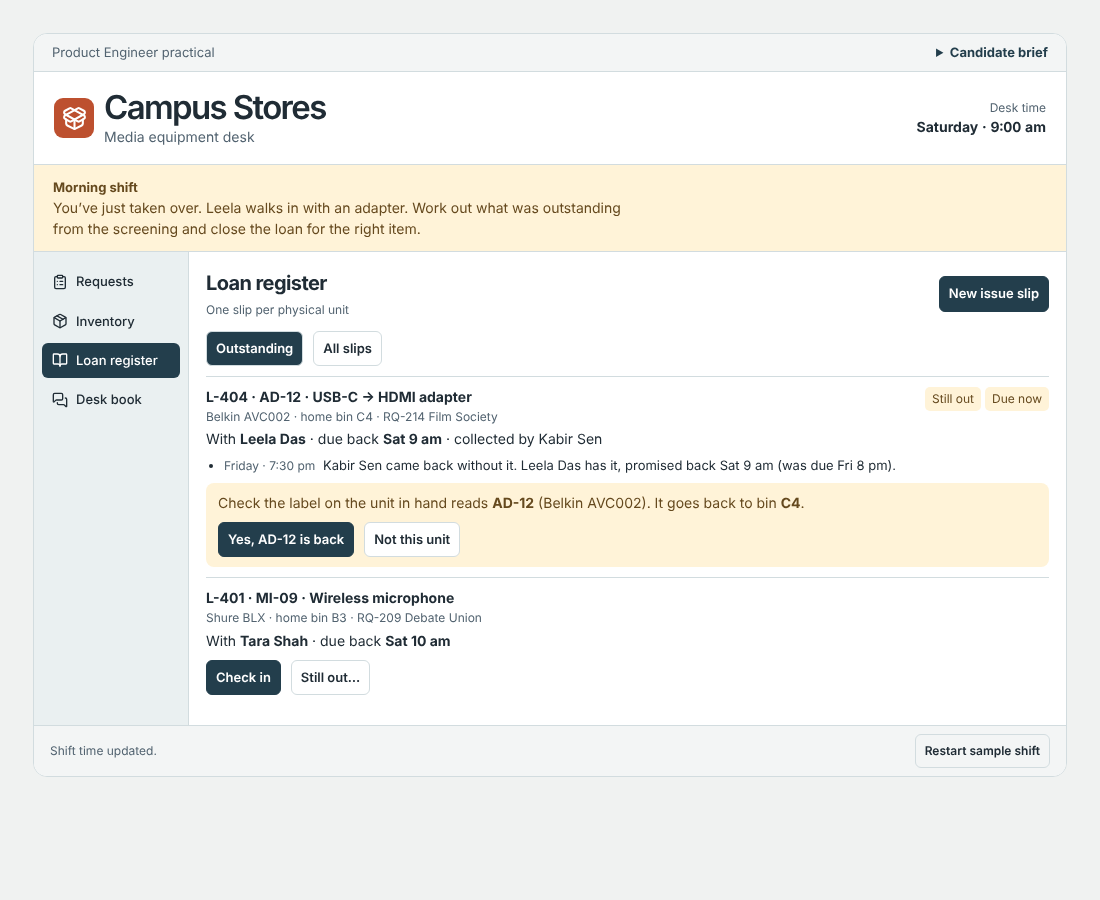 Product Engineer practical
▶ Candidate brief
Campus Stores
Media equipment desk
Desk time
Saturday · 9:00 am
Morning shift
You’ve just taken over. Leela walks in with an adapter. Work out what was outstanding
from the screening and close the loan for the right item.
Requests
Inventory
Loan register
Desk book
Loan register
One slip per physical unit
New issue slip
Outstanding
All slips
L-404 · AD-12 · USB-C → HDMI adapter
Still out
Due now
Belkin AVC002 · home bin C4 · RQ-214 Film Society
With Leela Das · due back Sat 9 am · collected by Kabir Sen
• Friday · 7:30 pm Kabir Sen came back without it. Leela Das has it, promised back Sat 9 am (was due Fri 8 pm).
Check the label on the unit in hand reads AD-12 (Belkin AVC002). It goes back to bin C4.
Yes, AD-12 is back
Not this unit
L-401 · MI-09 · Wireless microphone
Shure BLX · home bin B3 · RQ-209 Debate Union
With Tara Shah · due back Sat 10 am
Check in
Still out…
Shift time updated.
Restart sample shift